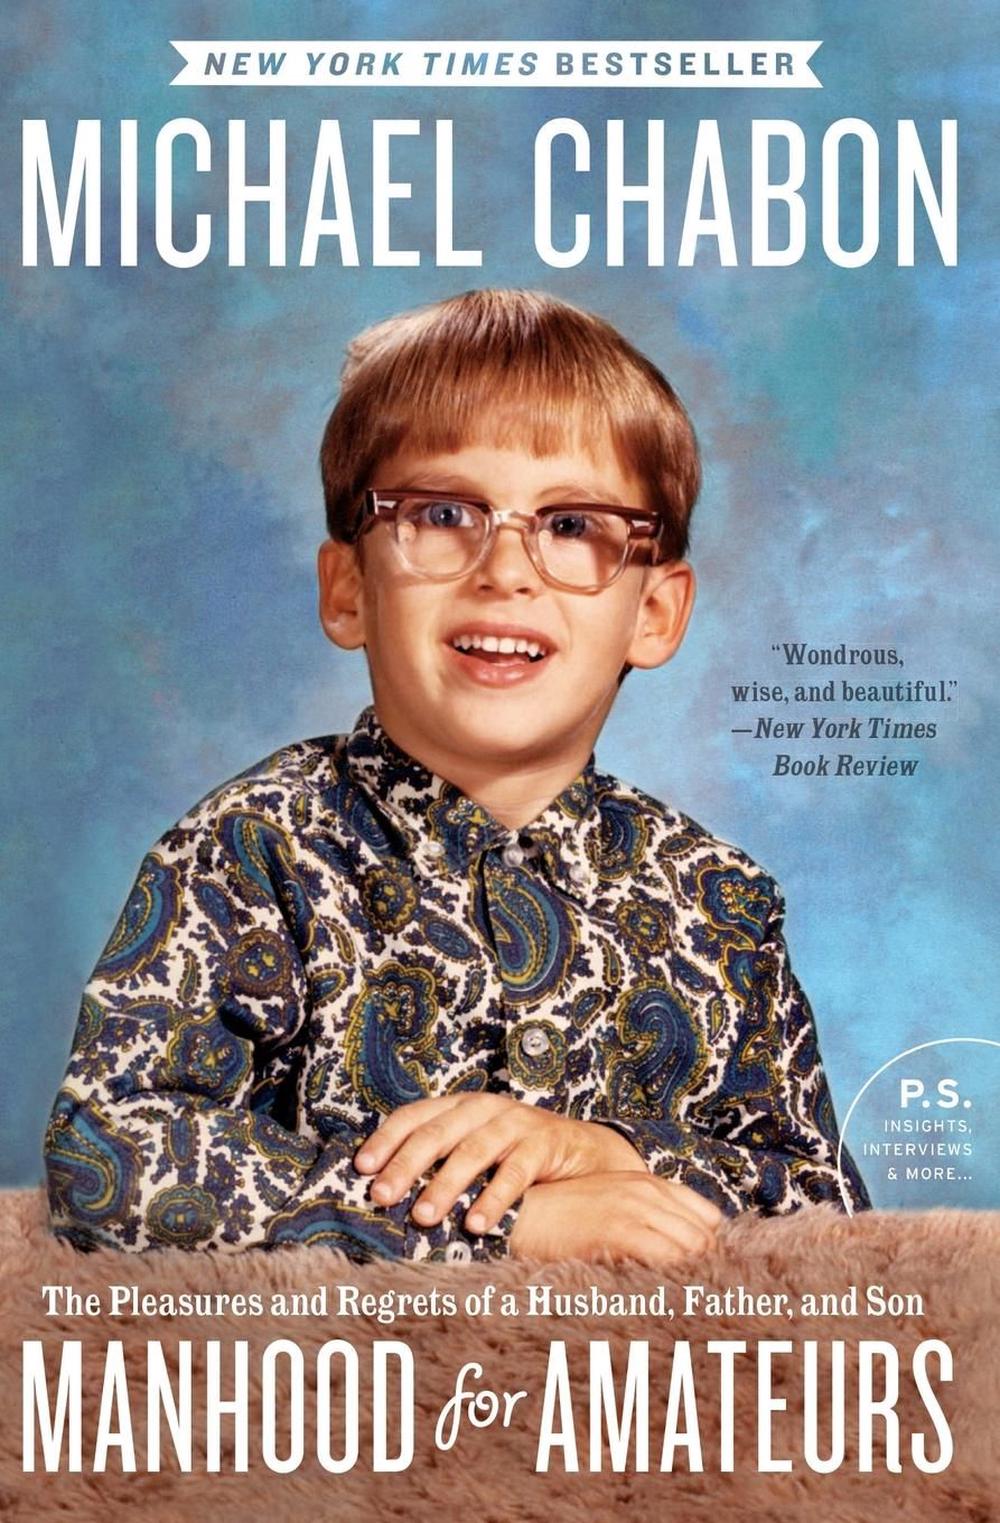 NEW YORK TIMES BESTSELLER
MICHAEL CHABON
“Wondrous,
wise, and beautiful.”
—New York Times
Book Review
P.S.
INSIGHTS,
INTERVIEWS
& MORE...
The Pleasures and Regrets of a Husband, Father, and Son
MANHOOD for AMATEURS